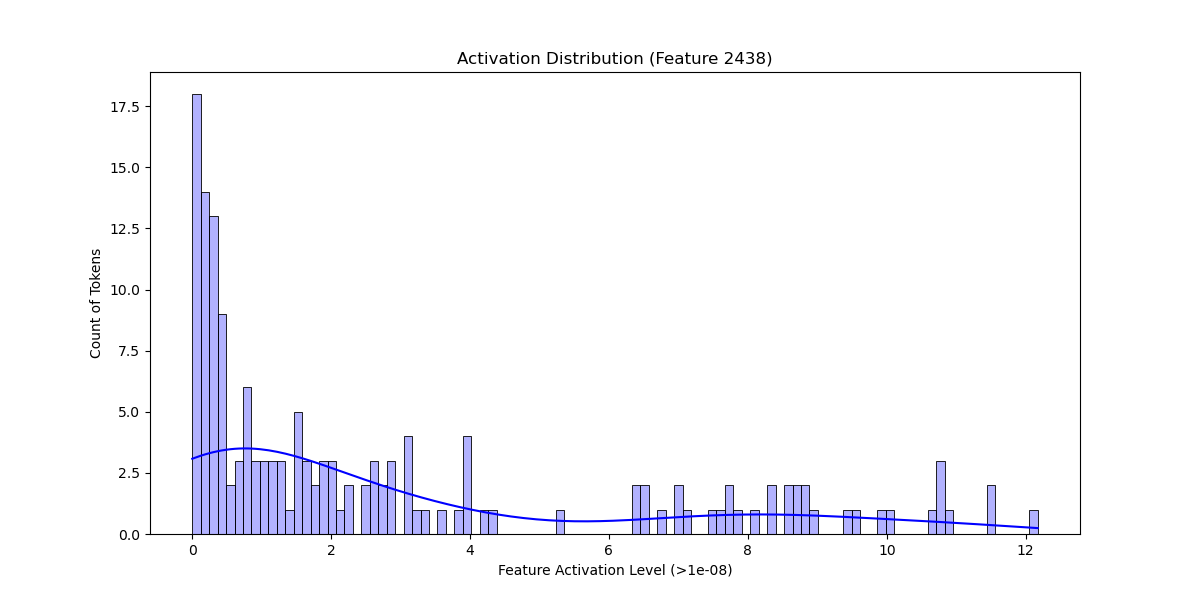 Activation Distribution (Feature 2438)
17.5
15.0
12.5
10.0
7.5
5.0
2.5
0.0
Count of Tokens
0 2 4 6 8 10 12
Feature Activation Level (>1e-08)